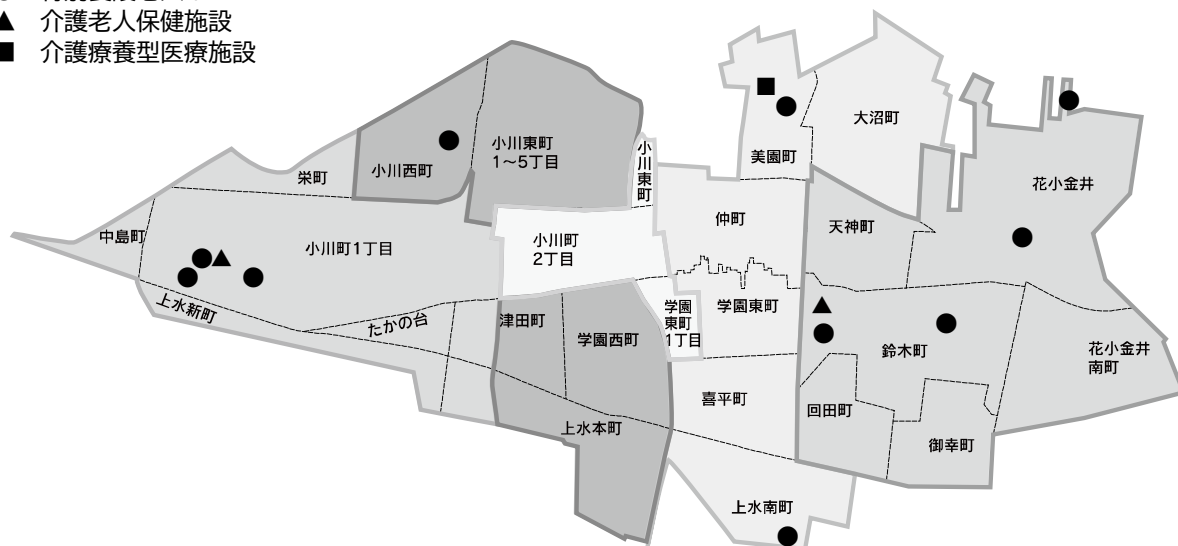 ▲ 介護老人保健施設
■ 介護療養型医療施設
大沼町
小川東町
1～5丁目
小川東町
美園町
小川西町
花小金井
栄町
仲町
天神町
中島町
小川町1丁目
小川町
2丁目
上水新町
たかの台
津田町
学園西町
学園
東町
1丁目
学園東町
鈴木町
花小金井
南町
喜平町
回田町
上水本町
御幸町
上水南町